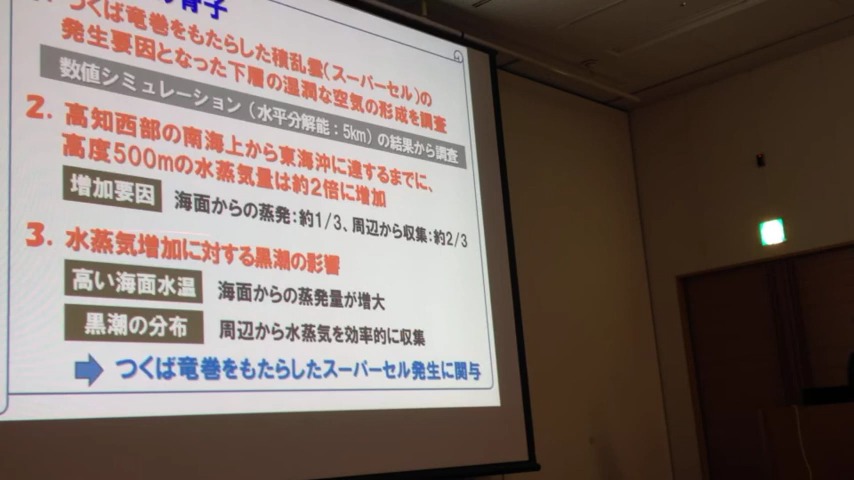 の骨子
つくば竜巻をもたらした積乱雲(スーパーセル)の
発生要因となった下層の湿潤な空気の形成を調査
数値シミュレーション(水平分解能:5km)の結果から調査
2. 高知西部の南海上から東海沖に達するまでに、
高度500mの水蒸気量は約2倍に増加
増加要因 海面からの蒸発:約1/3、周辺から収集:約2/3
3. 水蒸気増加に対する黒潮の影響
高い海面水温 海面からの蒸発量が増大
黒潮の分布 周辺から水蒸気を効率的に収集
つくば竜巻をもたらしたスーパーセル発生に関与